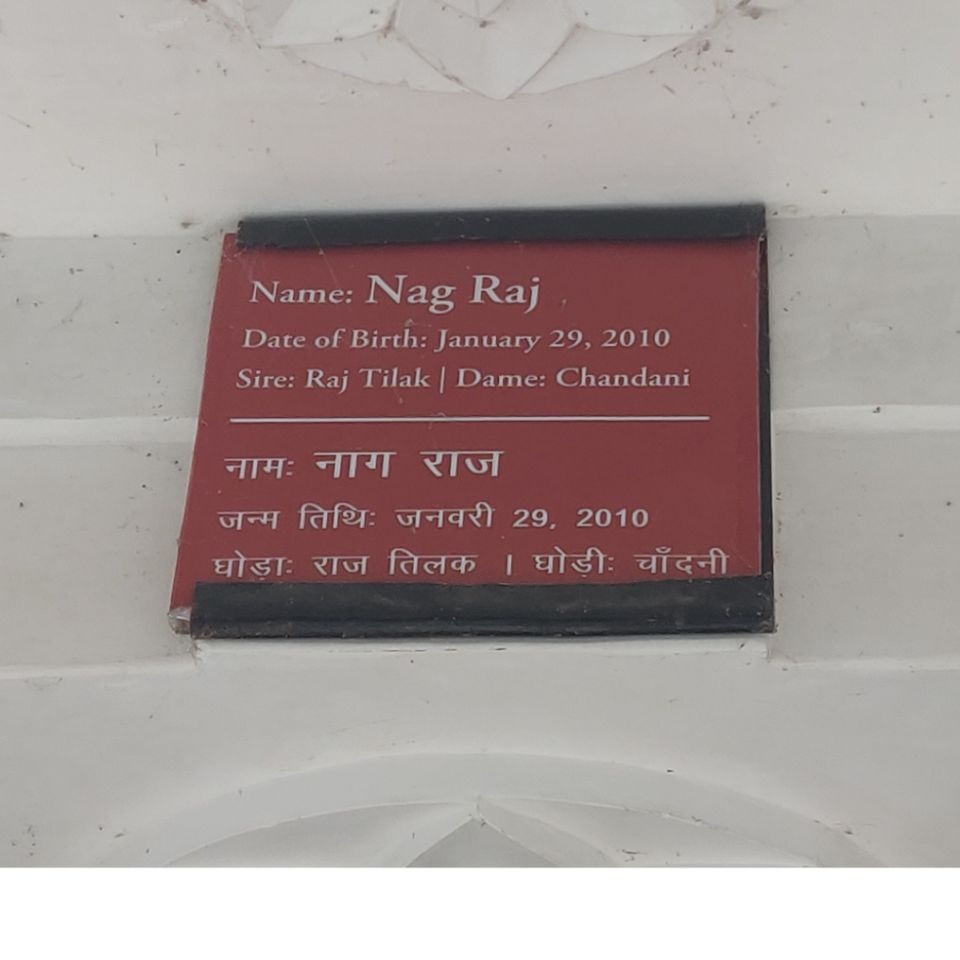 Name: Nag Raj
Date of Birth: January 29, 2010
Sire: Raj Tilak | Dame: Chandani
नामः नाग राज
जन्म तिथिः जनवरी 29, 2010
घोड़ाः राज तिलक । घोड़ीः चाँदनी